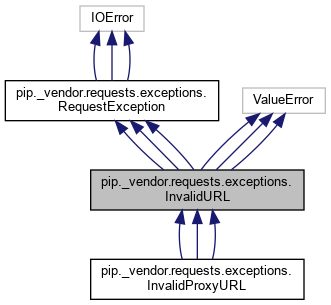 IOError
pip._vendor.requests.exceptions.
RequestException
ValueError
pip._vendor.requests.exceptions.
InvalidURL
pip._vendor.requests.exceptions.
InvalidProxyURL